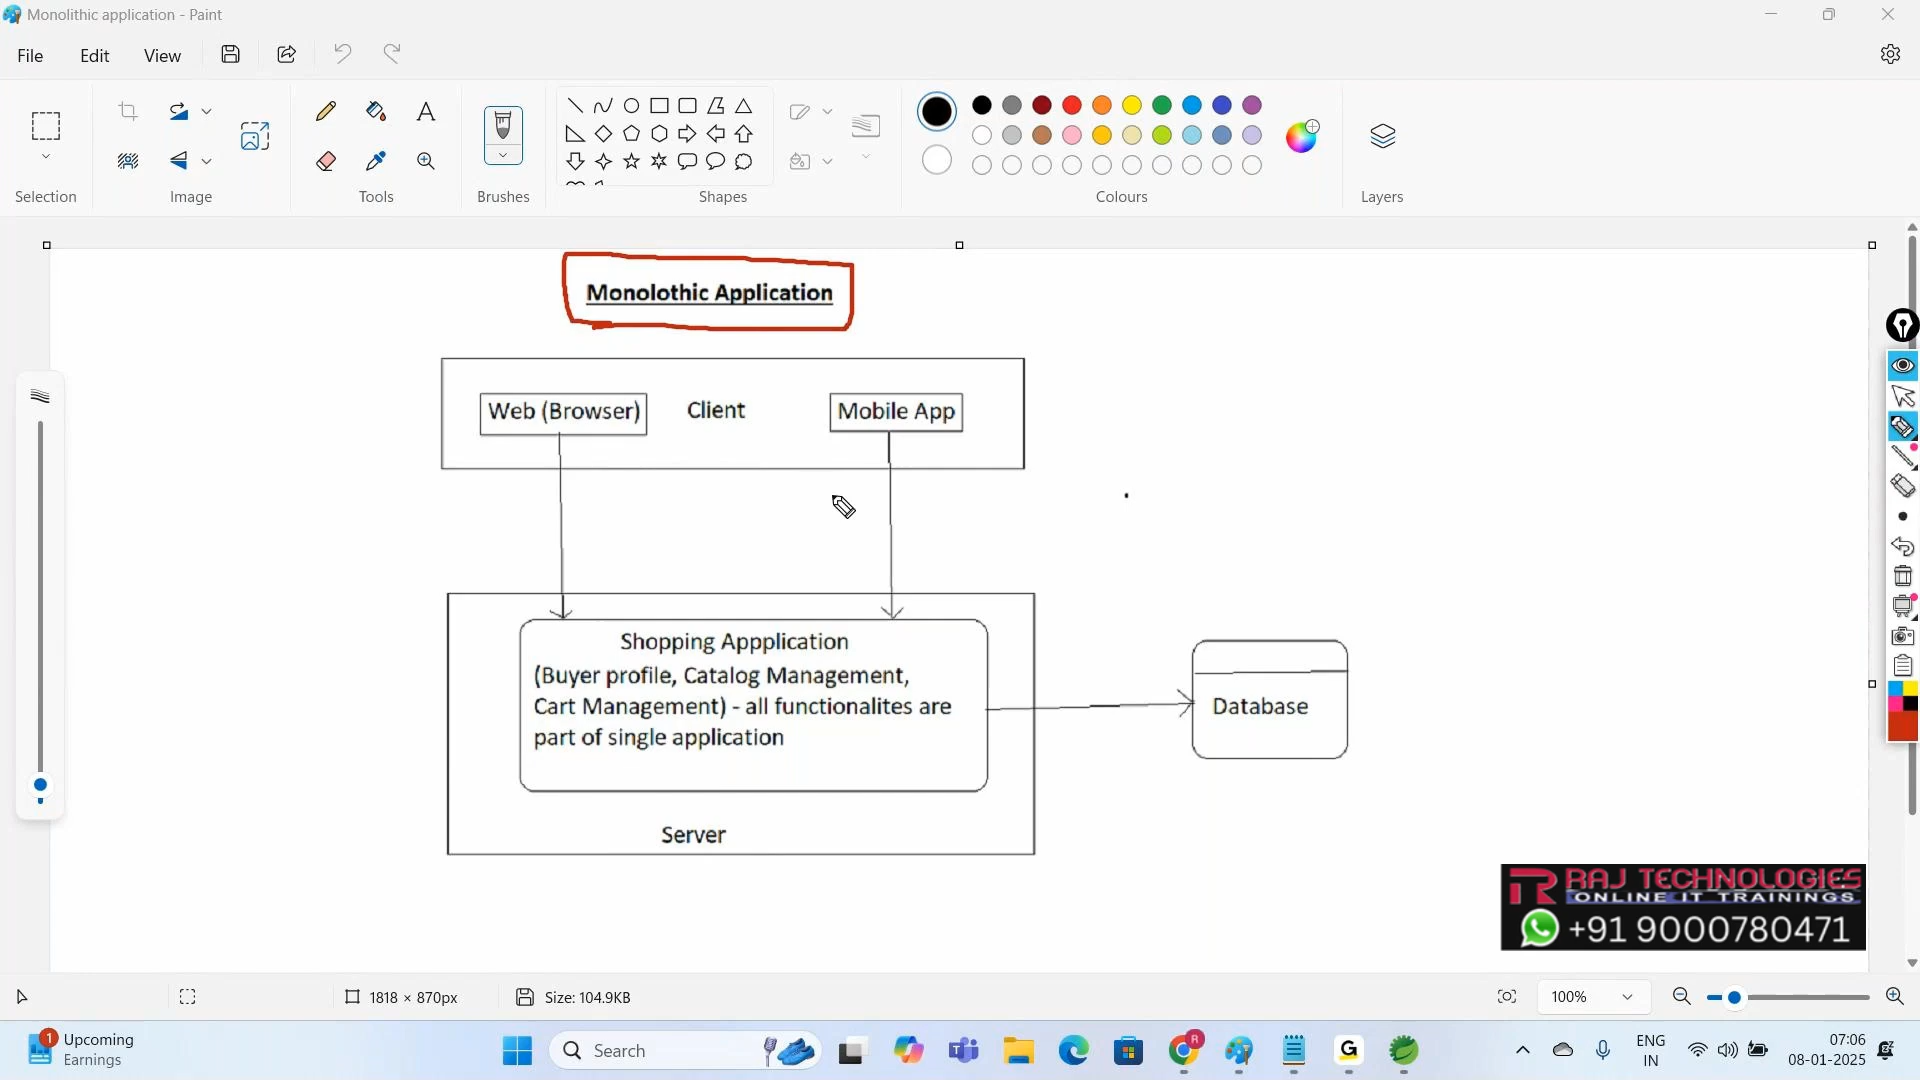 Monolithic application - Paint
File Edit View
Selection
Image
Tools
Brushes
Shapes
Colours
Layers
Monolothic Application
Web (Browser)
Client
Mobile App
Shopping Appplication
(Buyer profile, Catalog Management,
Cart Management) - all functionalites are
part of single application
Server
Database
RAJ TECHNOLOGIES
ONLINE IT TRAININGS
+91 9000780471
1818 × 870px
Size: 104.9KB
100%
1
Upcoming
Earnings
Search
R
ENG
IN
07:06
08-01-2025